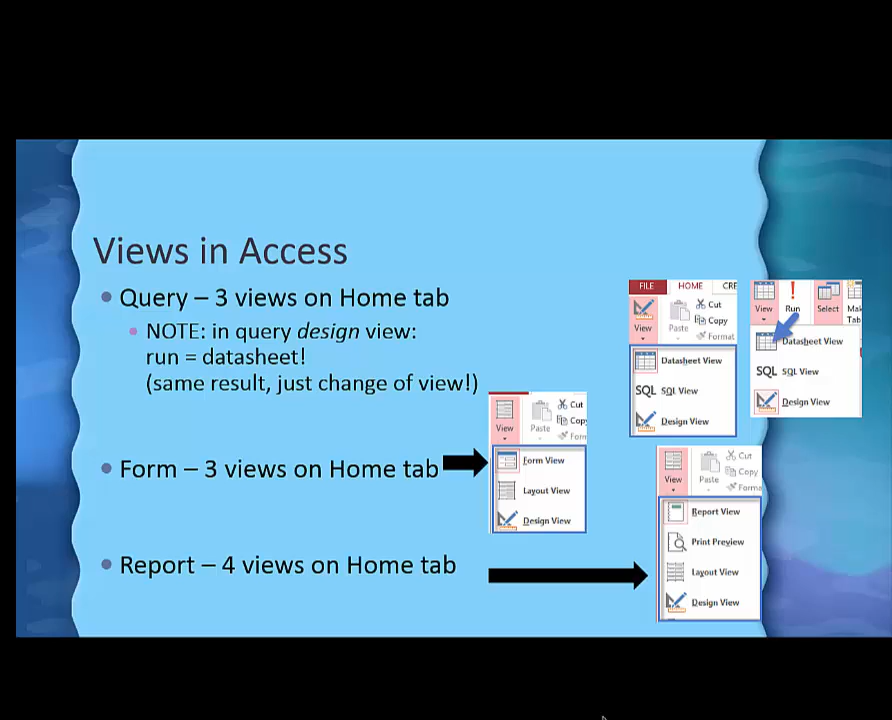 Views in Access
Query – 3 views on Home tab
NOTE: in query design view:
run = datasheet!
(same result, just change of view!)
Form – 3 views on Home tab
Report – 4 views on Home tab
FILE HOME CRE
View Paste Cut
Copy
Format
Datasheet View
SQL SQL View
Design View
View Run Select Mak
Tab
Datasheet View
SQL SQL View
Design View
View Paste Cut
Cop
Form
Form View
Layout View
Design View
View Paste Cut
Copy
Forma
Report View
Print Preview
Layout View
Design View